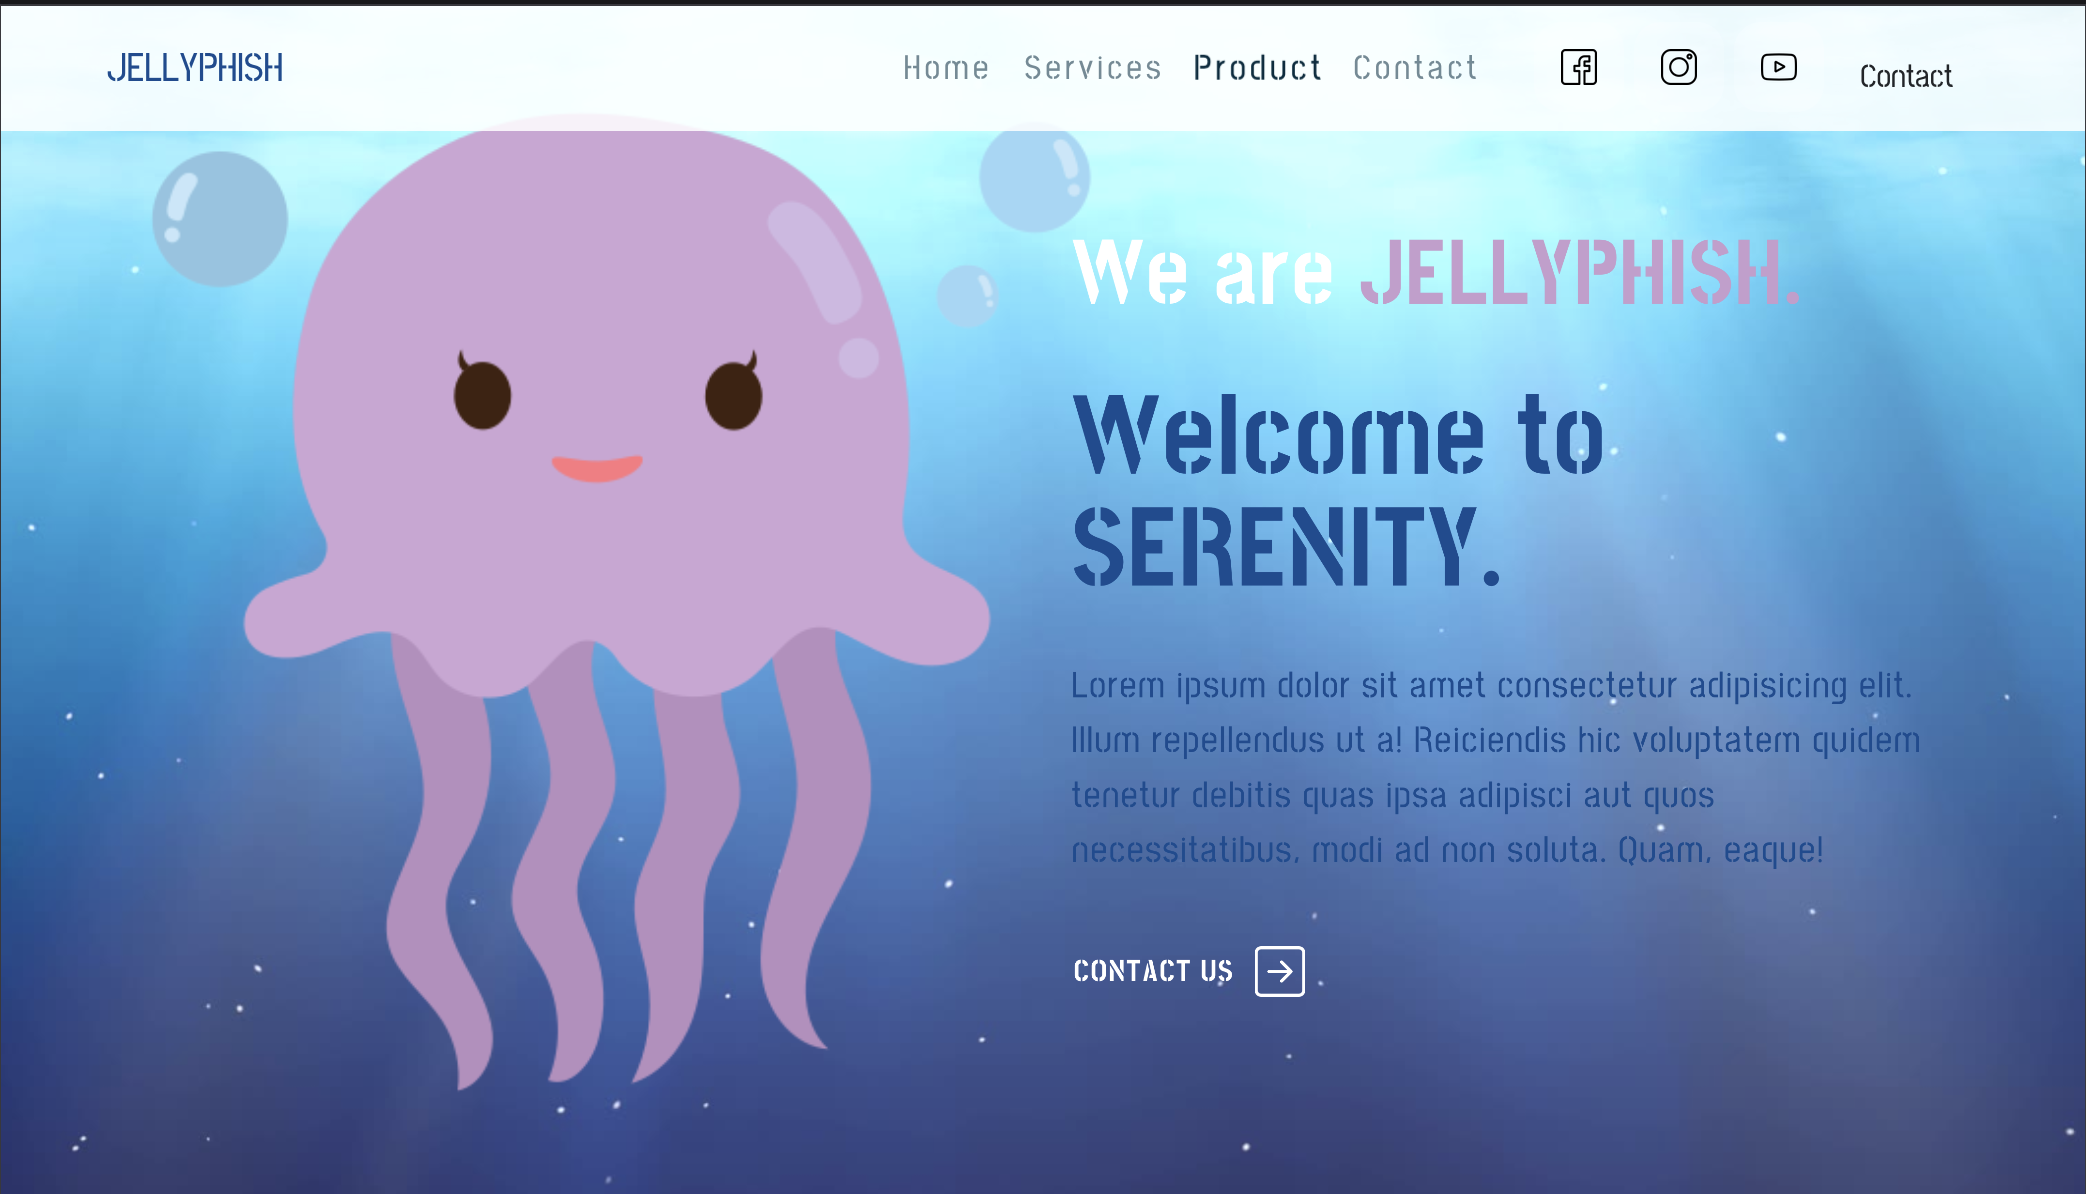 JELLYPHISH
Home Services Product Contact Contact
We are JELLYPHISH.
Welcome to
SERENITY.
Lorem ipsum dolor sit amet consectetur adipisicing elit.
Illum repellendus ut a! Reiciendis hic voluptatem quidem
tenetur debitis quas ipsa adipisci aut quos
necessitatibus, modi ad non soluta. Quam, eaque!
CONTACT US